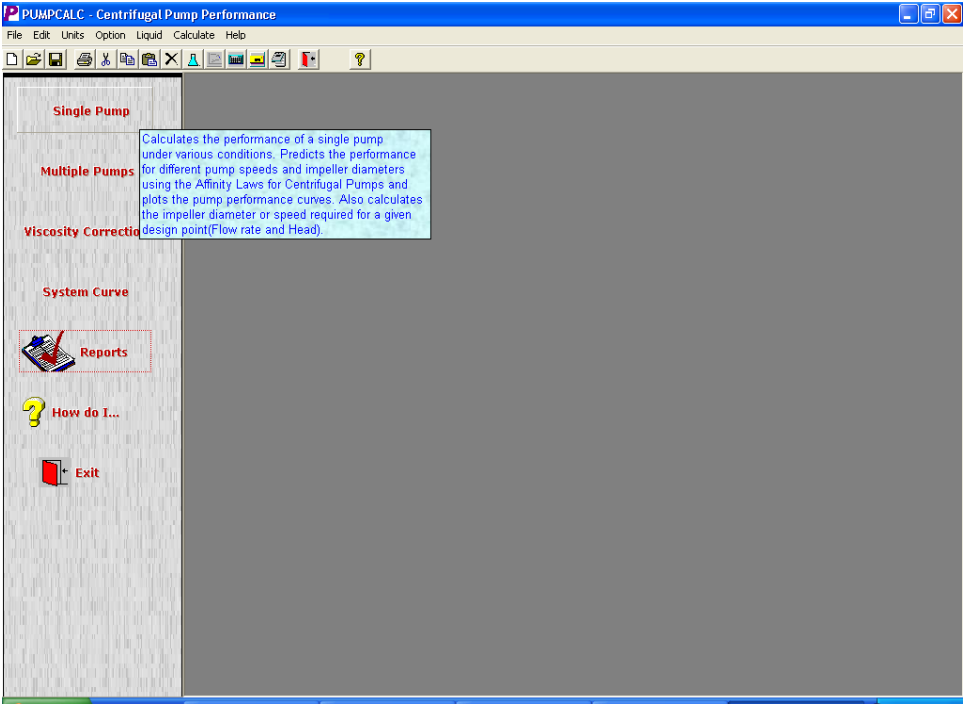 PUMPCALC - Centrifugal Pump Performance
File Edit Units Option Liquid Calculate Help
Single Pump
Calculates the performance of a single pump
under various conditions. Predicts the performance
for different pump speeds and impeller diameters
using the Affinity Laws for Centrifugal Pumps and
plots the pump performance curves. Also calculates
the impeller diameter or speed required for a given
design point(Flow rate and Head).
Multiple Pumps
Viscosity Correctio
System Curve
Reports
How do I...
Exit